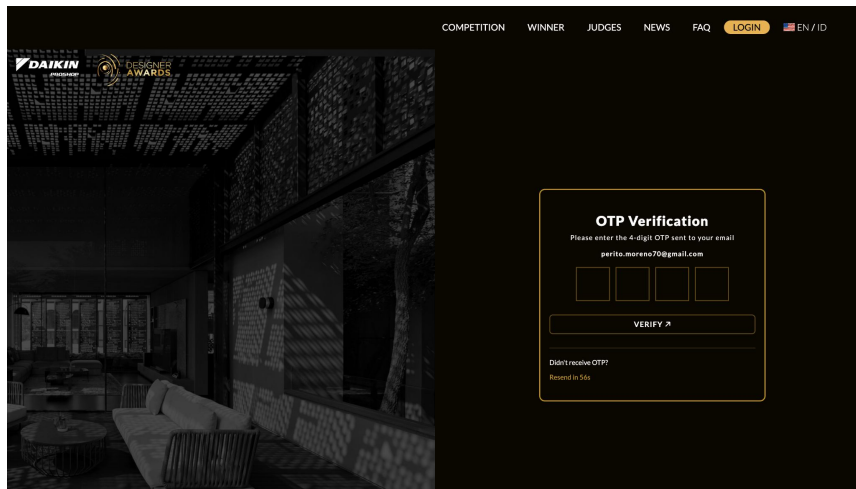 COMPETITION WINNER JUDGES NEWS FAQ LOGIN EN / ID
DAIKIN
PROSHOP
DESIGNER
AWARDS
OTP Verification
Please enter the 4-digit OTP sent to your email
perito.moreno70@gmail.com
VERIFY
Didn't receive OTP?
Resend in 56s